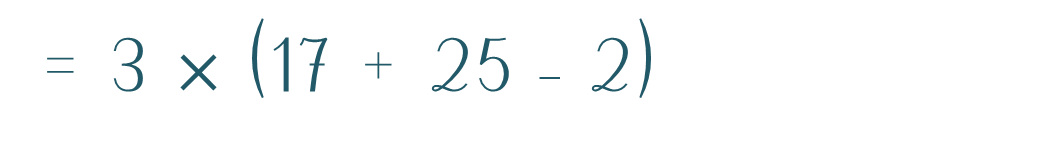 = 3 × (17 + 25 - 2)